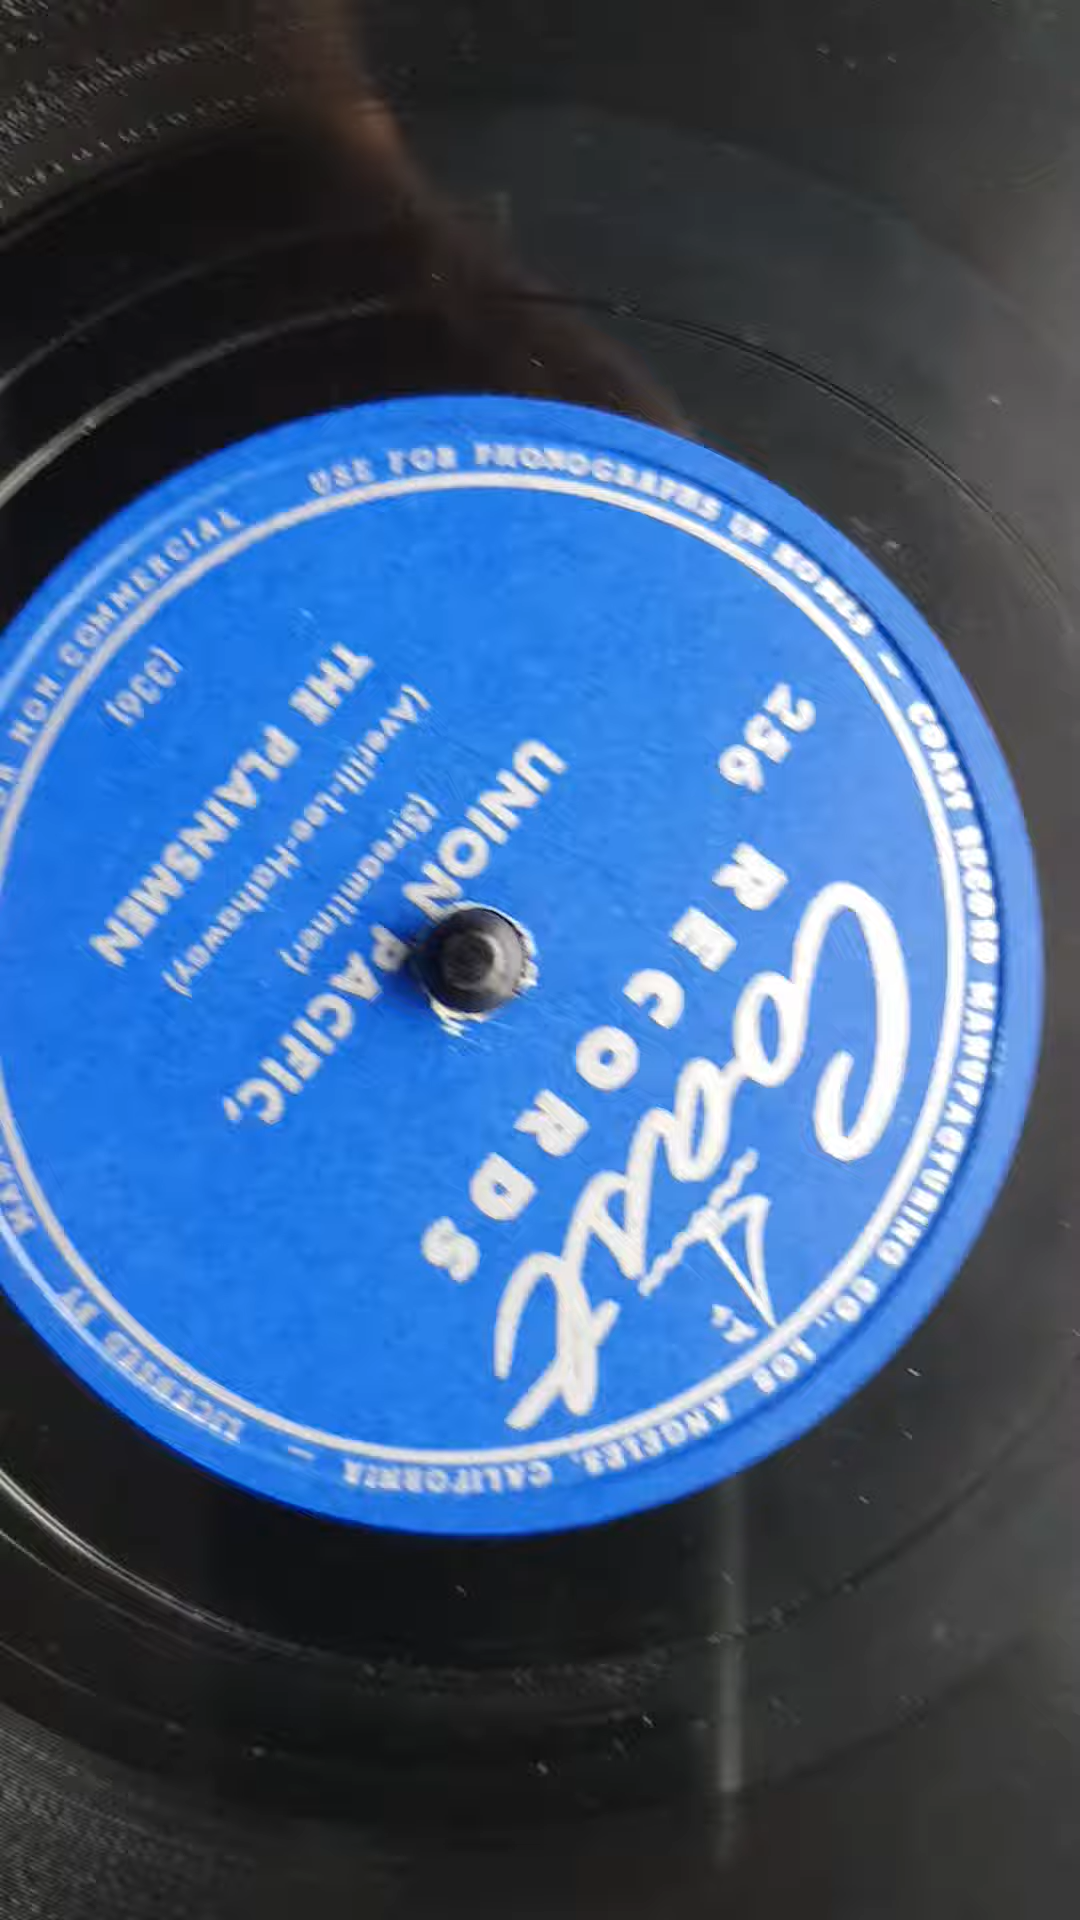 Coast
RECORDS
256
UNION PACIFIC,
(Streamliner)
(Averill-Lee-Hathaway)
THE PLAINSMEN
(336)
NON-COMMERCIAL USE FOR PHONOGRAPHS IN HOMES — COAST RECORD MANUFACTURING CO., LOS ANGELES, CALIFORNIA — LICENSED BY